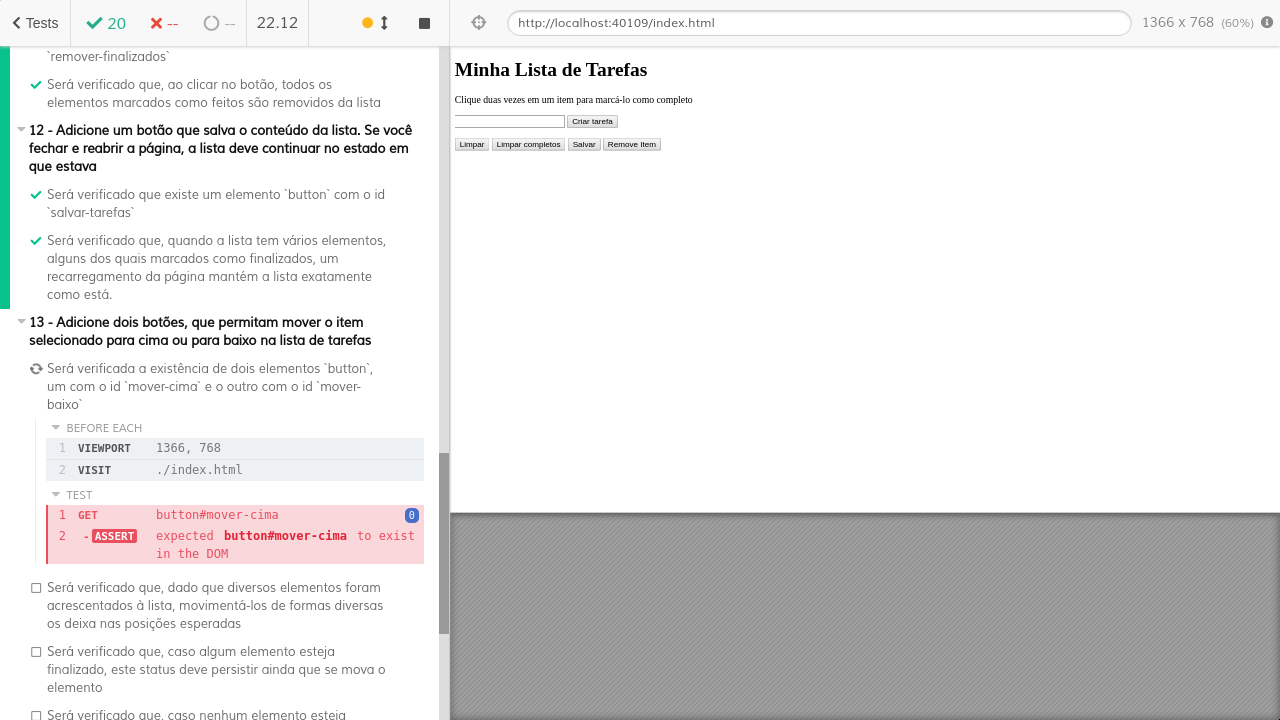 Tests
20
--
--
22.12
http://localhost:40109/index.html
1366 x 768 (60%)
`remover-finalizados`
Será verificado que, ao clicar no botão, todos os
elementos marcados como feitos são removidos da lista
12 - Adicione um botão que salva o conteúdo da lista. Se você
fechar e reabrir a página, a lista deve continuar no estado em
que estava
Será verificado que existe um elemento `button` com o id
`salvar-tarefas`
Será verificado que, quando a lista tem vários elementos,
alguns dos quais marcados como finalizados, um
recarregamento da página mantém a lista exatamente
como está.
13 - Adicione dois botões, que permitam mover o item
selecionado para cima ou para baixo na lista de tarefas
Será verificada a existência de dois elementos `button`,
um com o id `mover-cima` e o outro com o id `mover-
baixo`
BEFORE EACH
1 VIEWPORT 1366, 768
2 VISIT ./index.html
TEST
1 GET button#mover-cima 0
2 -ASSERT expected button#mover-cima to exist
in the DOM
Será verificado que, dado que diversos elementos foram
acrescentados à lista, movimentá-los de formas diversas
os deixa nas posições esperadas
Será verificado que, caso algum elemento esteja
finalizado, este status deve persistir ainda que se mova o
elemento
Será verificado que, caso nenhum elemento esteja
Minha Lista de Tarefas
Clique duas vezes em um item para marcá-lo como completo
Criar tarefa
Limpar Limpar completos Salvar Remove Item